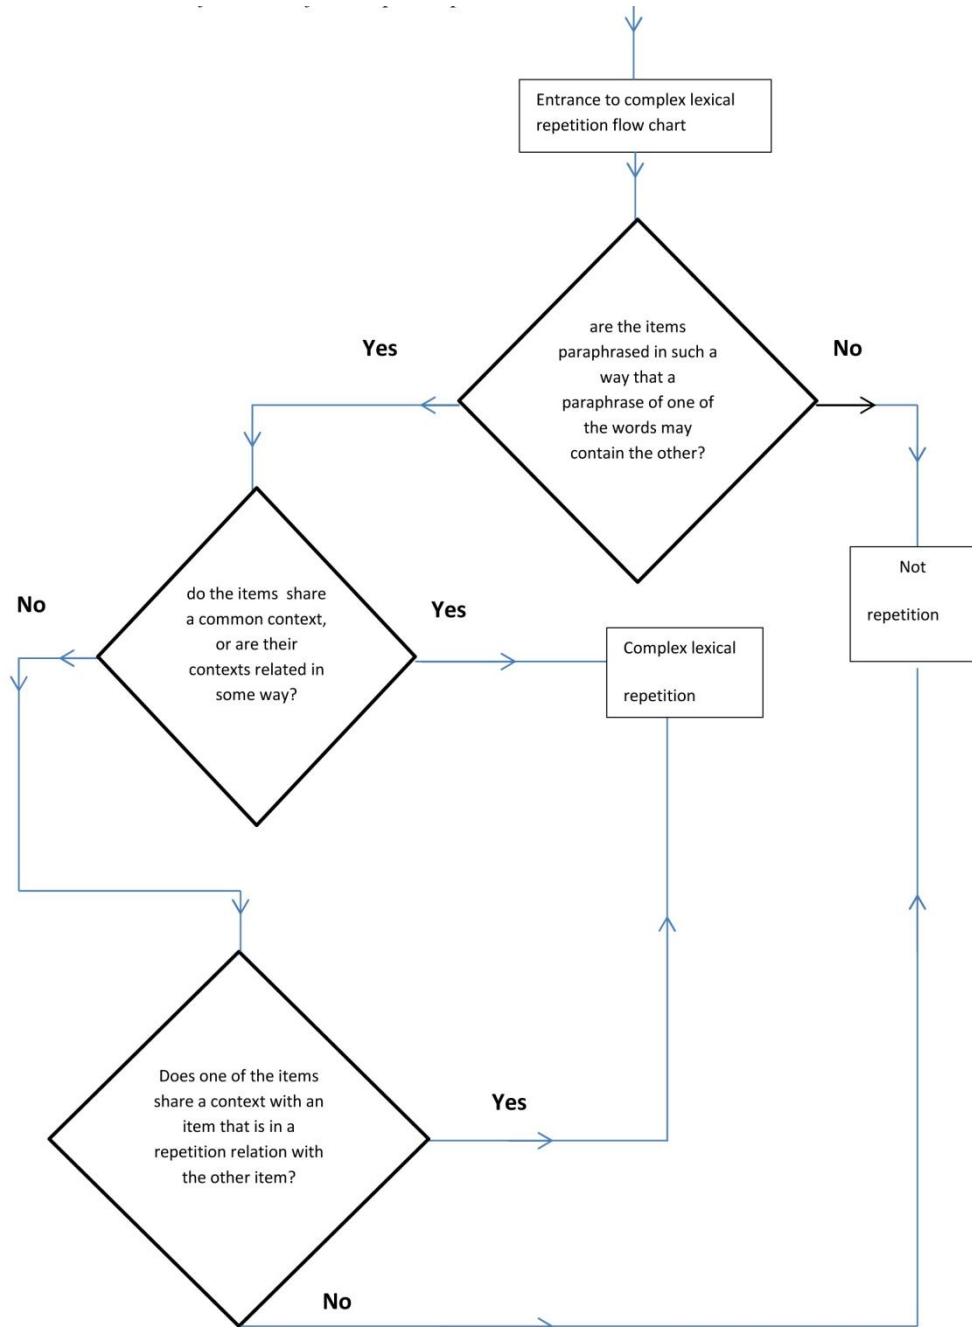 Entrance to complex lexical
repetition flow chart
are the items
paraphrased in such a
way that a
paraphrase of one of
the words may
contain the other?
Yes
No
do the items share
a common context,
or are their
contexts related in
some way?
No
Yes
Not
repetition
Complex lexical
repetition
Does one of the items
share a context with an
item that is in a
repetition relation with
the other item?
Yes
No